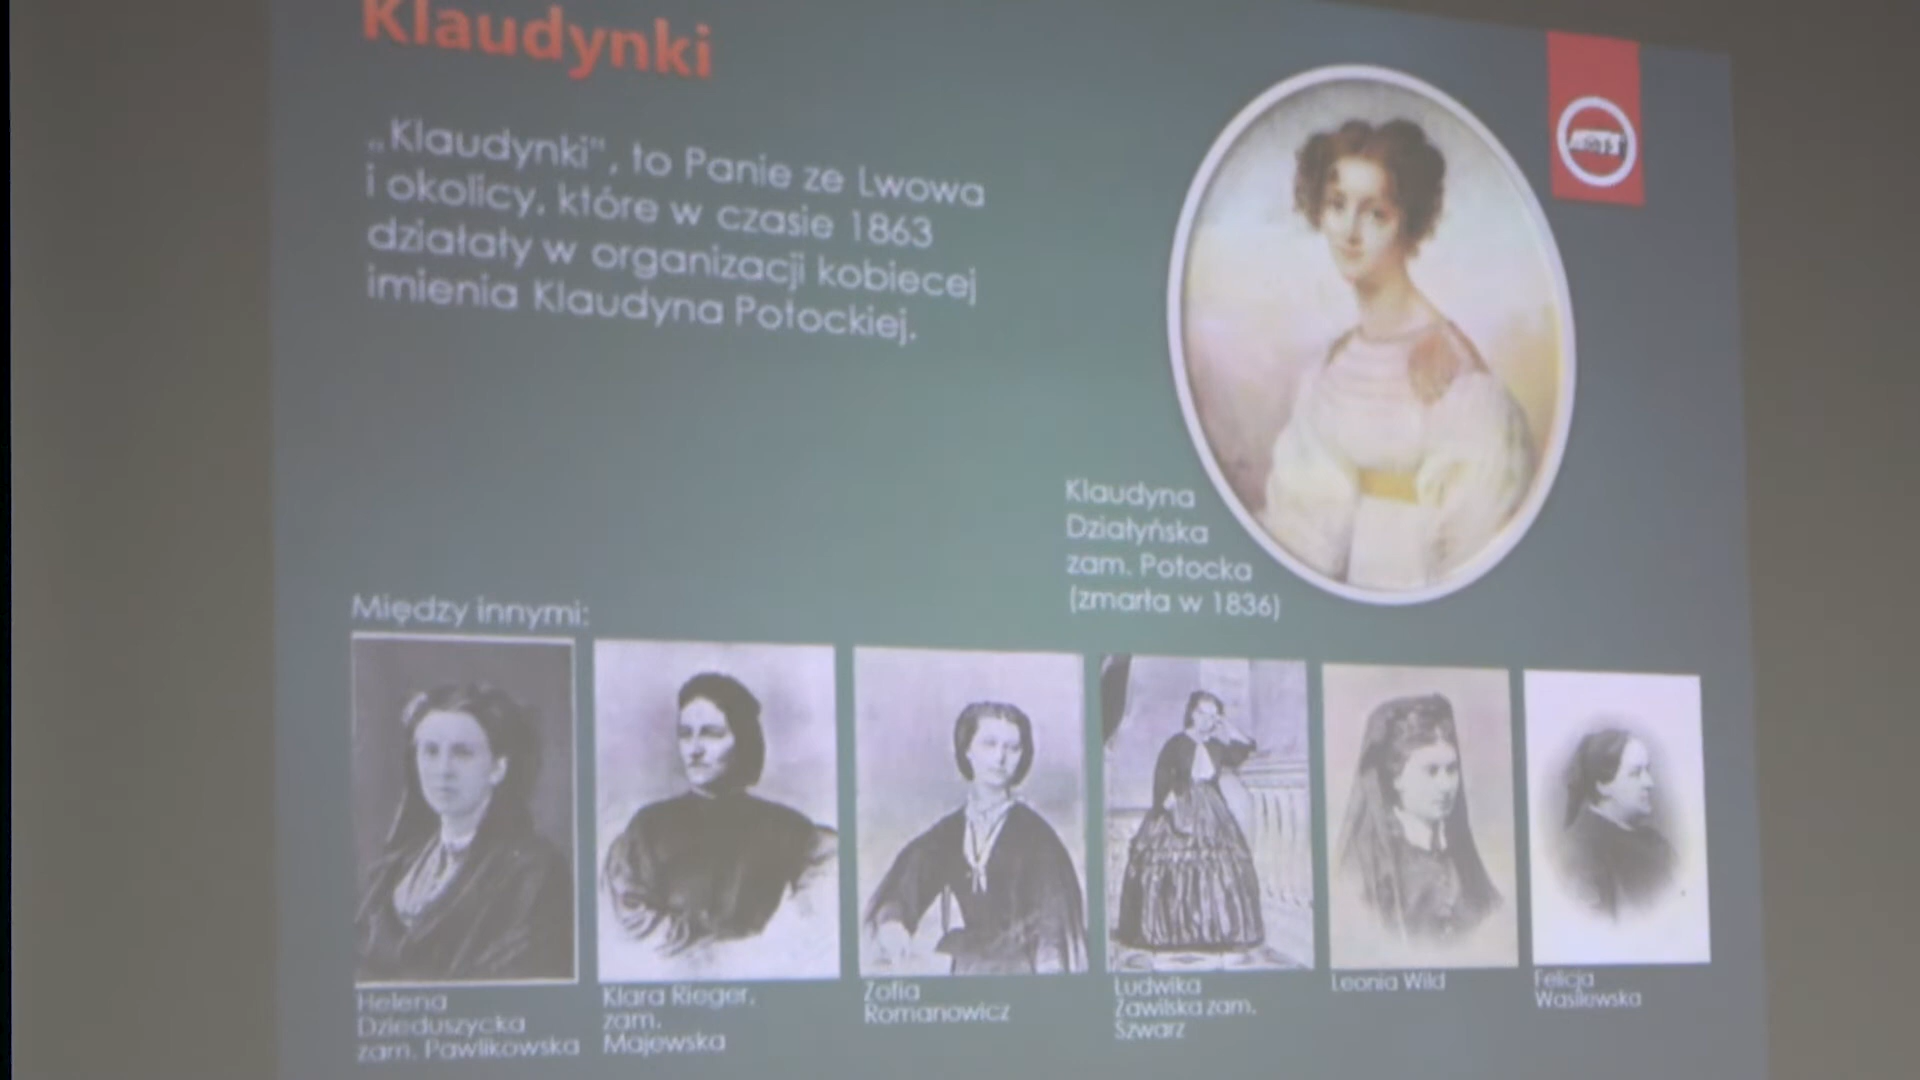 Klaudynki
„Klaudynki", to Panie ze Lwowa
i okolicy, które w czasie 1863
działały w organizacji kobiecej
imienia Klaudyna Potockiej.
Klaudyna
Działyńska
zam. Potocka
(zmarła w 1836)
Między innymi:
Helena
Dzieduszycka
zam. Pawlikowska
Klara Rieger,
zam.
Majewska
Zofia
Romanowicz
Ludwika
Zawilska zam.
Szwarz
Leonia Wild
Felicja
Wasilewska